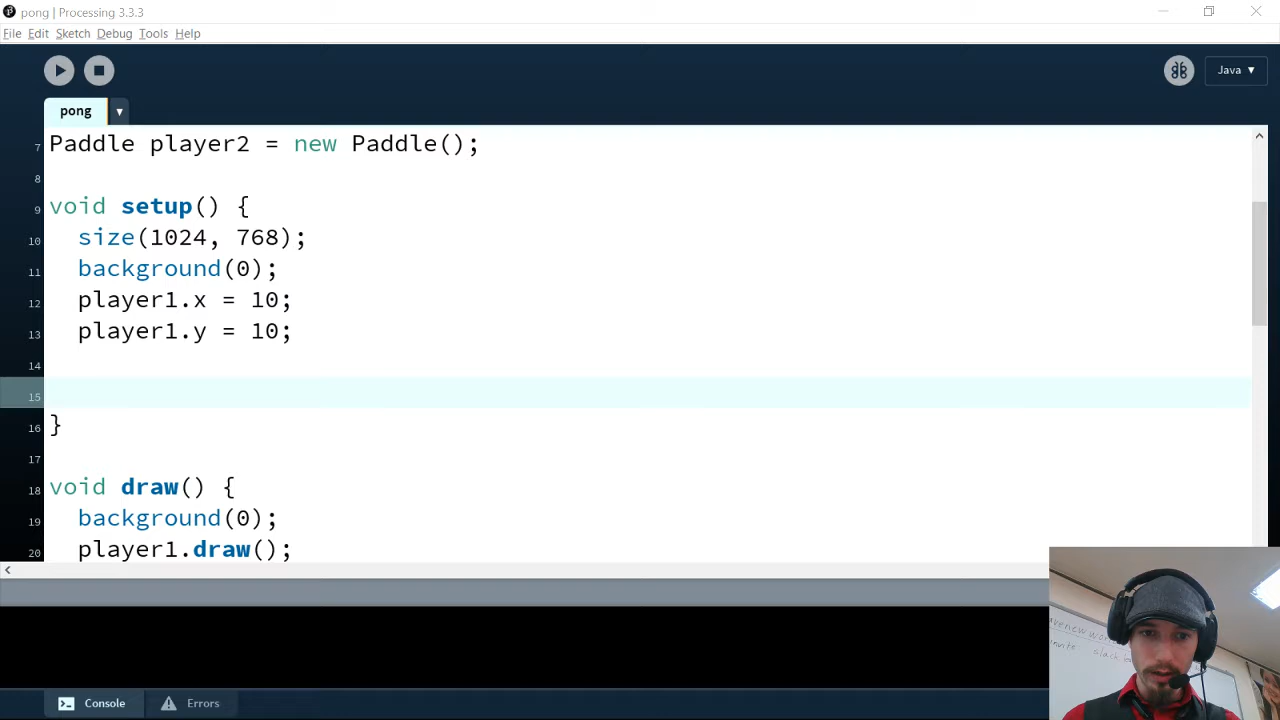 pong | Processing 3.3.3
File Edit Sketch Debug Tools Help
Java ▾
pong ▾
7 Paddle player2 = new Paddle();
8
9 void setup() {
10 size(1024, 768);
11 background(0);
12 player1.x = 10;
13 player1.y = 10;
14
15
16 }
17
18 void draw() {
19 background(0);
20 player1.draw();
Console Errors